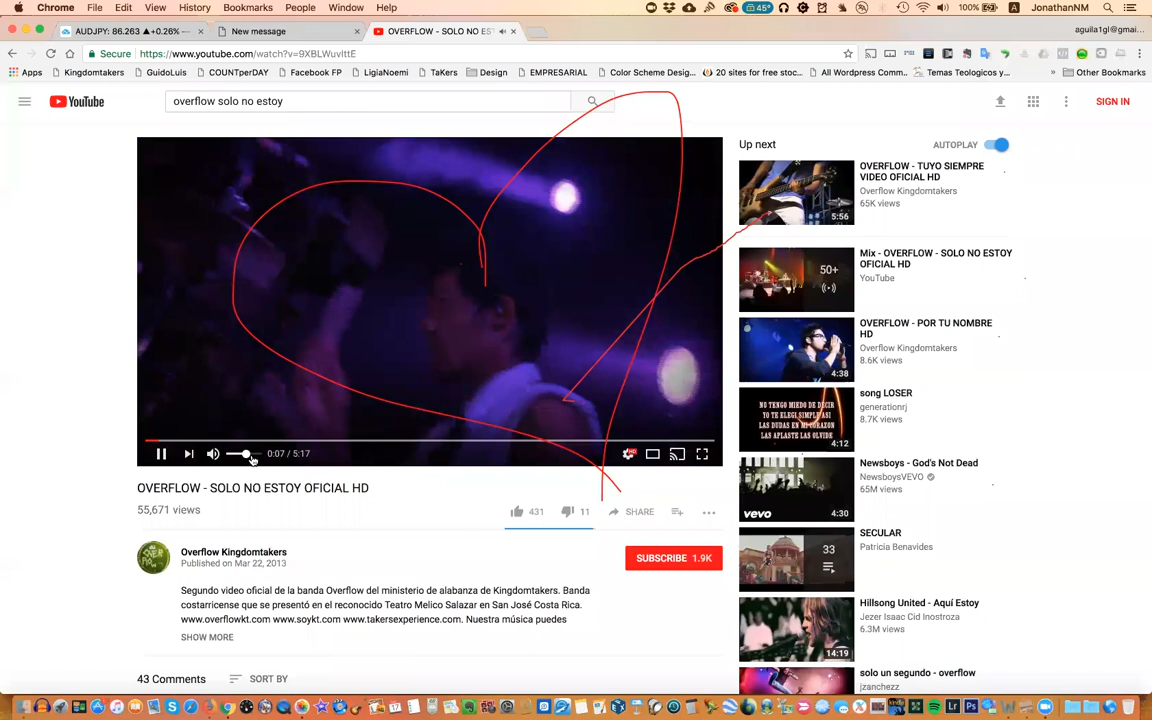 Chrome File Edit View History Bookmarks People Window Help 45° 100% JonathanNM
AUDJPY: 86.263 ▲+0.26% — New message OVERFLOW - SOLO NO ES aguila1gl@gmai...
Secure https://www.youtube.com/watch?v=9XBLWuvIttE
Apps Kingdomtakers GuidoLuis COUNTperDAY Facebook FP LigiaNoemi TaKers Design EMPRESARIAL Color Scheme Desig... 20 sites for free stoc... All Wordpress Comm.. Temas Teologicos y ... » Other Bookmarks
YouTube overflow solo no estoy SIGN IN
Up next AUTOPLAY
OVERFLOW - TUYO SIEMPRE
VIDEO OFICIAL HD
Overflow Kingdomtakers
65K views
5:56
Mix - OVERFLOW - SOLO NO ESTOY
OFICIAL HD
YouTube
50+
OVERFLOW - POR TU NOMBRE
HD
Overflow Kingdomtakers
8.6K views
4:38
song LOSER
generationrj
8.7K views
NO TENGO MIEDO DE DECIR
YO TE ELEGI SIMPLE ASI
LAS DUDAS EN MI CORAZON
LAS ALEJAS LAS OLVIDE
4:12
Newsboys - God's Not Dead
NewsboysVEVO
65M views
vevo 4:30
SECULAR
Patricia Benavides
33
Hillsong United - Aquí Estoy
Jezer Isaac Cid Inostroza
6.3M views
14:19
solo un segundo - overflow
jzanchezz
0:07 / 5:17 HD
OVERFLOW - SOLO NO ESTOY OFICIAL HD
55,671 views
431 11 SHARE
Overflow Kingdomtakers
Published on Mar 22, 2013
SUBSCRIBE 1.9K
Segundo video oficial de la banda Overflow del ministerio de alabanza de Kingdomtakers. Banda
costarricense que se presentó en el reconocido Teatro Melico Salazar en San José Costa Rica.
www.overflowkt.com www.soykt.com www.takersexperience.com. Nuestra música puedes
SHOW MORE
43 Comments SORT BY
17 Lr Ps